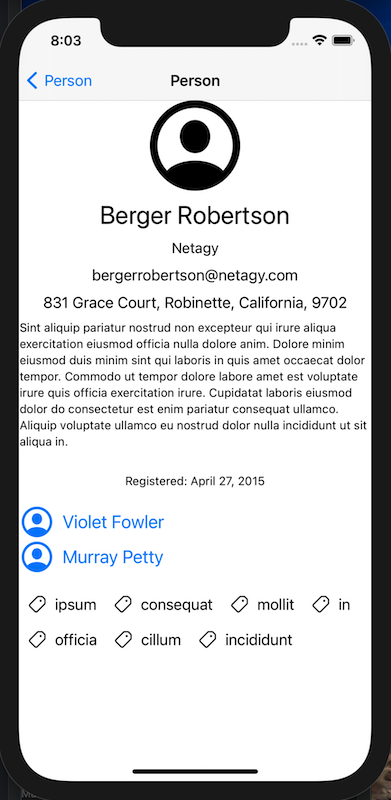 8:03
Person
Person
Berger Robertson
Netagy
bergerrobertson@netagy.com
831 Grace Court, Robinette, California, 9702
Sint aliquip pariatur nostrud non excepteur qui irure aliqua
exercitation eiusmod officia nulla dolore anim. Dolore minim
eiusmod duis minim sint qui laboris in quis amet occaecat dolor
tempor. Commodo ut tempor dolore labore amet est voluptate
irure quis officia exercitation irure. Cupidatat laboris eiusmod
dolor do consectetur est enim pariatur consequat ullamco.
Aliquip voluptate ullamco eu nostrud dolor nulla incididunt ut sit
aliqua in.
Registered: April 27, 2015
Violet Fowler
Murray Petty
ipsum consequat mollit in
officia cillum incididunt